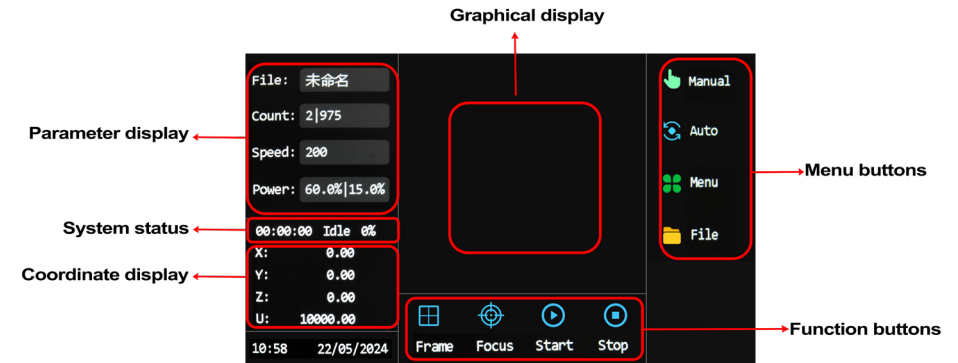 Graphical display
File: 未命名
Count: 2|975
Speed: 200
Power: 60.0%|15.0%
Parameter display
System status
00:00:00 Idle 0%
Coordinate display
X: 0.00
Y: 0.00
Z: 0.00
U: 10000.00
10:58 22/05/2024
Frame Focus Start Stop
Function buttons
Manual
Auto
Menu
File
Menu buttons